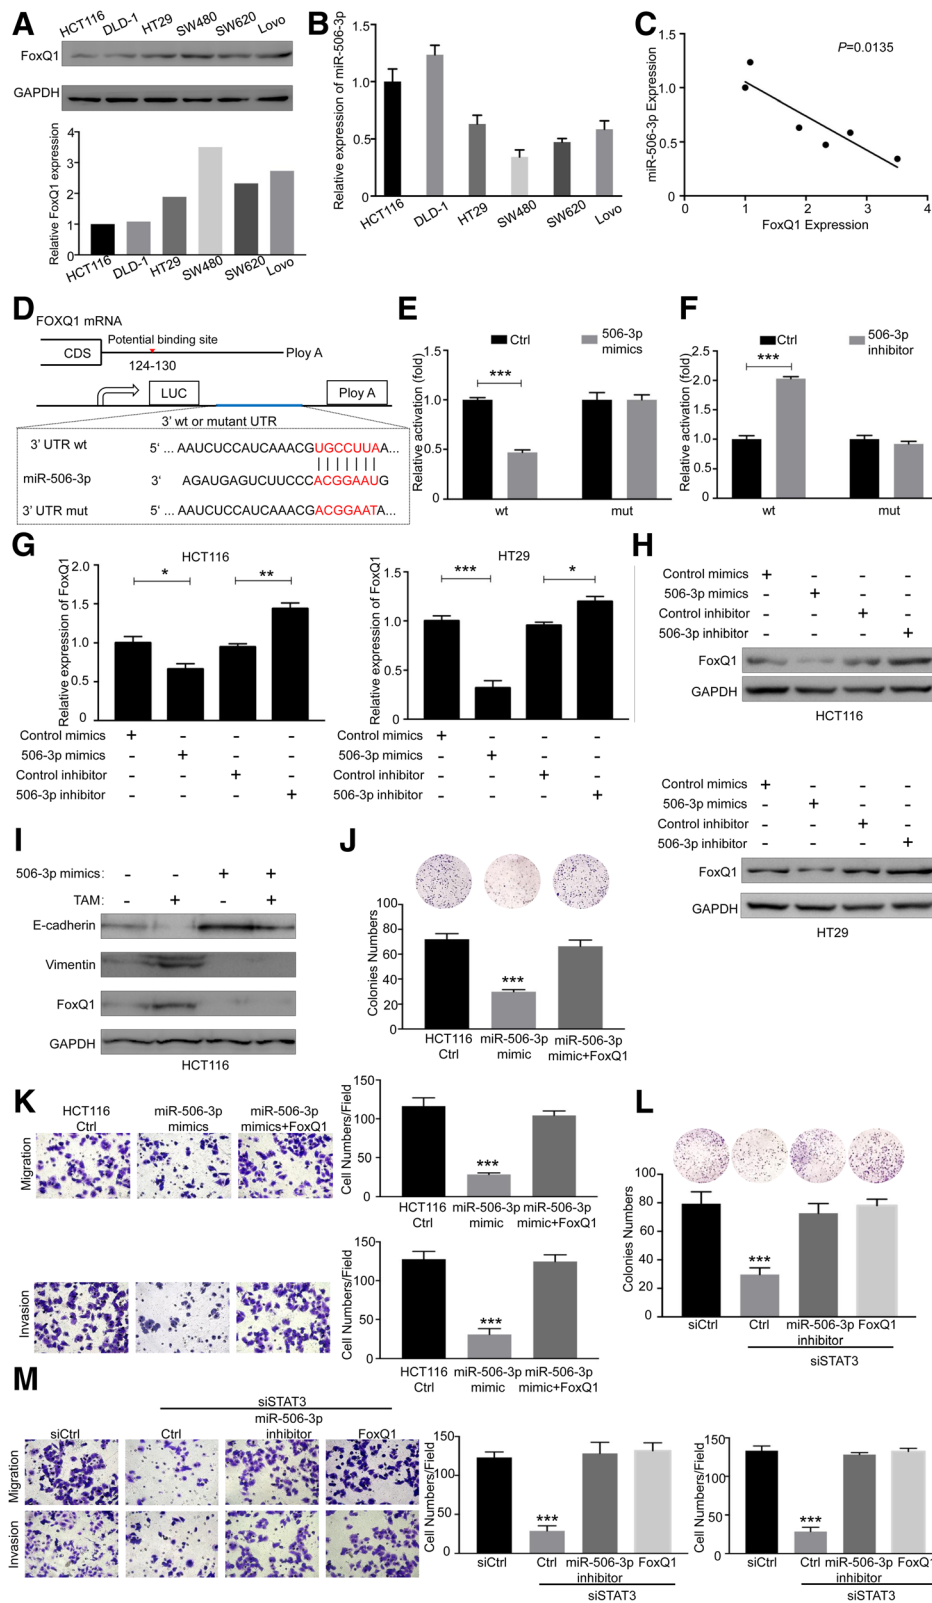 A
HCT116
DLD-1
HT29
SW480
SW620
Lovo
FoxQ1
GAPDH
Relative FoxQ1 expression
4
3
2
1
0
HCT116
DLD-1
HT29
SW480
SW620
Lovo
B
Relative expression of miR-506-3p
1.5
1.0
0.5
0.0
HCT116
DLD-1
HT29
SW480
SW620
Lovo
C
miR-506-3p Expression
1.5
1.0
0.5
0.0
P=0.0135
0 1 2 3 4
FoxQ1 Expression
D
FOXQ1 mRNA
Potential binding site
CDS
Ploy A
124-130
LUC
Ploy A
3' wt or mutant UTR
3' UTR wt 5' ... AAUCUCCAUCAAACGUGCCUUAA...
miR-506-3p 3' AGAUGAGUCUUCCCACGGAAUG
3' UTR mut 5' ... AAUCUCCAUCAAACGACGGAATA...
E
Ctrl
506-3p
mimics
Relative activation (fold)
1.5
1.0
0.5
0.0
***
wt mut
F
Ctrl
506-3p
inhibitor
Relative activation (fold)
2.5
2.0
1.5
1.0
0.5
0.0
***
wt mut
G
HCT116
Relative expression of FoxQ1
2.0
1.5
1.0
0.5
0
* **
Control mimics + - - -
506-3p mimics - + - -
Control inhibitor - - + -
506-3p inhibitor - - - +
HT29
Relative expression of FoxQ1
1.5
1.0
0.5
0.0
*** *
+ - - -
- + - -
- - + -
- - - +
H
Control mimics + - - -
506-3p mimics - + - -
Control inhibitor - - + -
506-3p inhibitor - - - +
FoxQ1
GAPDH
HCT116
Control mimics + - - -
506-3p mimics - + - -
Control inhibitor - - + -
506-3p inhibitor - - - +
FoxQ1
GAPDH
HT29
I
506-3p mimics: - - + +
TAM: - + - +
E-cadherin
Vimentin
FoxQ1
GAPDH
HCT116
J
Colonies Numbers
100
80
60
40
20
0
***
HCT116 miR-506-3p miR-506-3p
Ctrl mimic mimic+FoxQ1
K
HCT116 miR-506-3p miR-506-3p
Ctrl mimics mimics+FoxQ1
Migration
Invasion
Cell Numbers/Field
150
100
50
0
***
HCT116 miR-506-3p miR-506-3p
Ctrl mimic mimic+FoxQ1
Cell Numbers/Field
150
100
50
0
***
HCT116 miR-506-3p miR-506-3p
Ctrl mimic mimic+FoxQ1
L
Colonies Numbers
80
60
40
20
0
***
siCtrl Ctrl miR-506-3p FoxQ1
inhibitor
siSTAT3
M
siSTAT3
miR-506-3p
siCtrl Ctrl inhibitor FoxQ1
Migration
Invasion
Cell Numbers/Field
150
100
50
0
***
siCtrl Ctrl miR-506-3p FoxQ1
inhibitor
siSTAT3
Cell Numbers/Field
150
100
50
0
***
siCtrl Ctrl miR-506-3p FoxQ1
inhibitor
siSTAT3